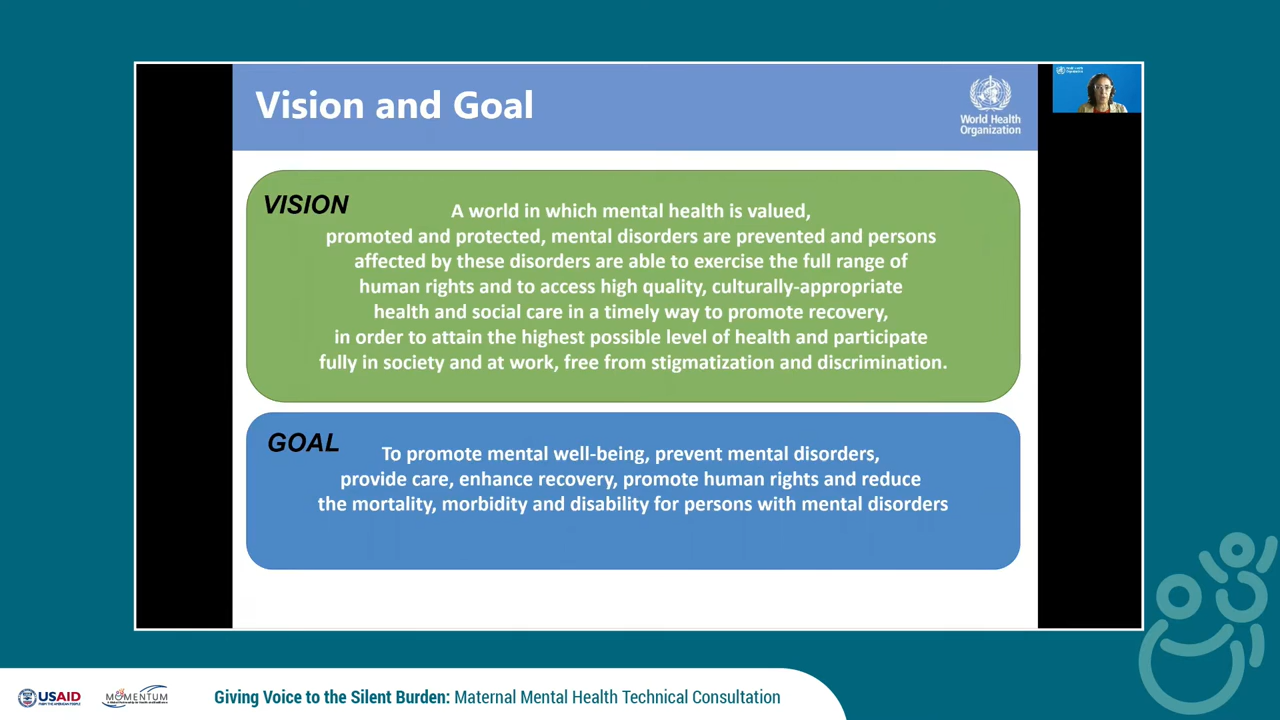 Vision and Goal
World Health
Organization
VISION
A world in which mental health is valued,
promoted and protected, mental disorders are prevented and persons
affected by these disorders are able to exercise the full range of
human rights and to access high quality, culturally-appropriate
health and social care in a timely way to promote recovery,
in order to attain the highest possible level of health and participate
fully in society and at work, free from stigmatization and discrimination.
GOAL
To promote mental well-being, prevent mental disorders,
provide care, enhance recovery, promote human rights and reduce
the mortality, morbidity and disability for persons with mental disorders
USAID
FROM THE AMERICAN PEOPLE
MOMENTUM
Giving Voice to the Silent Burden: Maternal Mental Health Technical Consultation